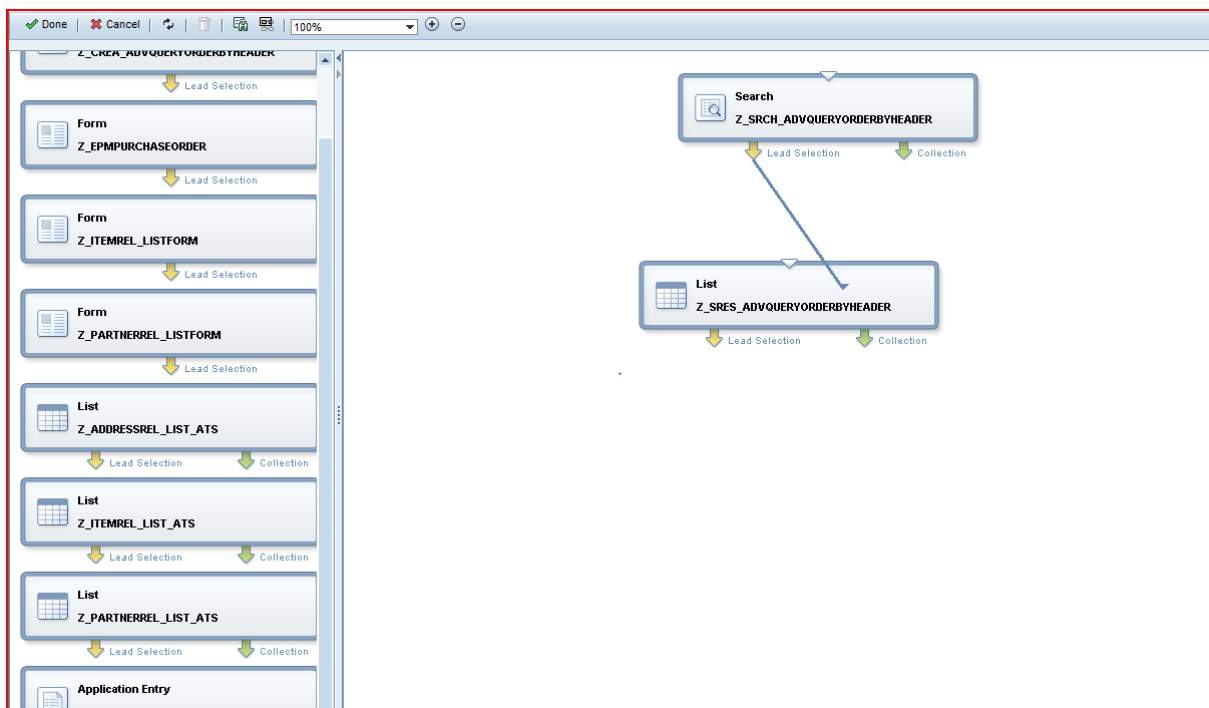 Done | Cancel | | | 100%
Z_CREA_ADVQUERYORDERBYHEADER
Lead Selection
Form
Z_EPMPURCHASEORDER
Lead Selection
Form
Z_ITEMREL_LISTFORM
Lead Selection
Form
Z_PARTNERREL_LISTFORM
Lead Selection
List
Z_ADDRESSREL_LIST_ATS
Lead Selection Collection
List
Z_ITEMREL_LIST_ATS
Lead Selection Collection
List
Z_PARTNERREL_LIST_ATS
Lead Selection Collection
Application Entry
Search
Z_SRCH_ADVQUERYORDERBYHEADER
Lead Selection Collection
List
Z_SRES_ADVQUERYORDERBYHEADER
Lead Selection Collection